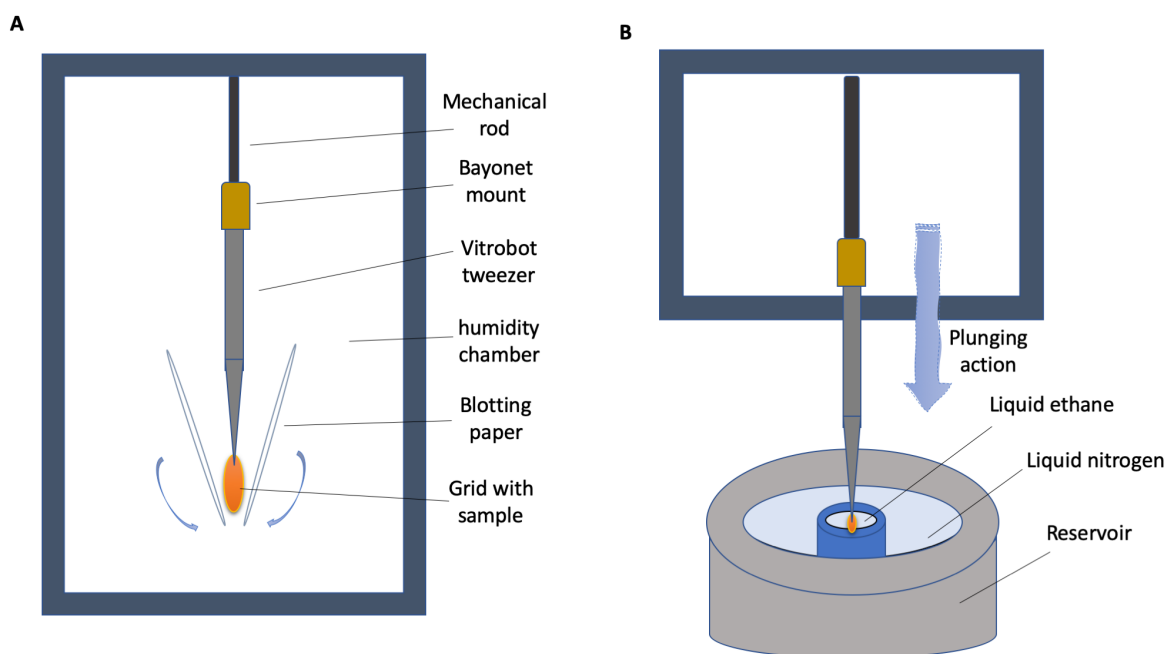 A
Mechanical
rod
Bayonet
mount
Vitrobot
tweezer
humidity
chamber
Blotting
paper
Grid with
sample
B
Plunging
action
Liquid ethane
Liquid nitrogen
Reservoir